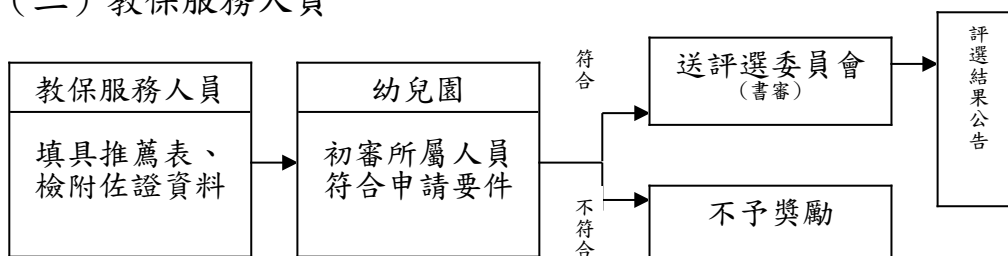 （二）教保服務人員
教保服務人員
填具推薦表、
檢附佐證資料
幼兒園
初審所屬人員
符合申請要件
符合
送評選委員會
（書審）
不符合
不予獎勵
評選結果公告